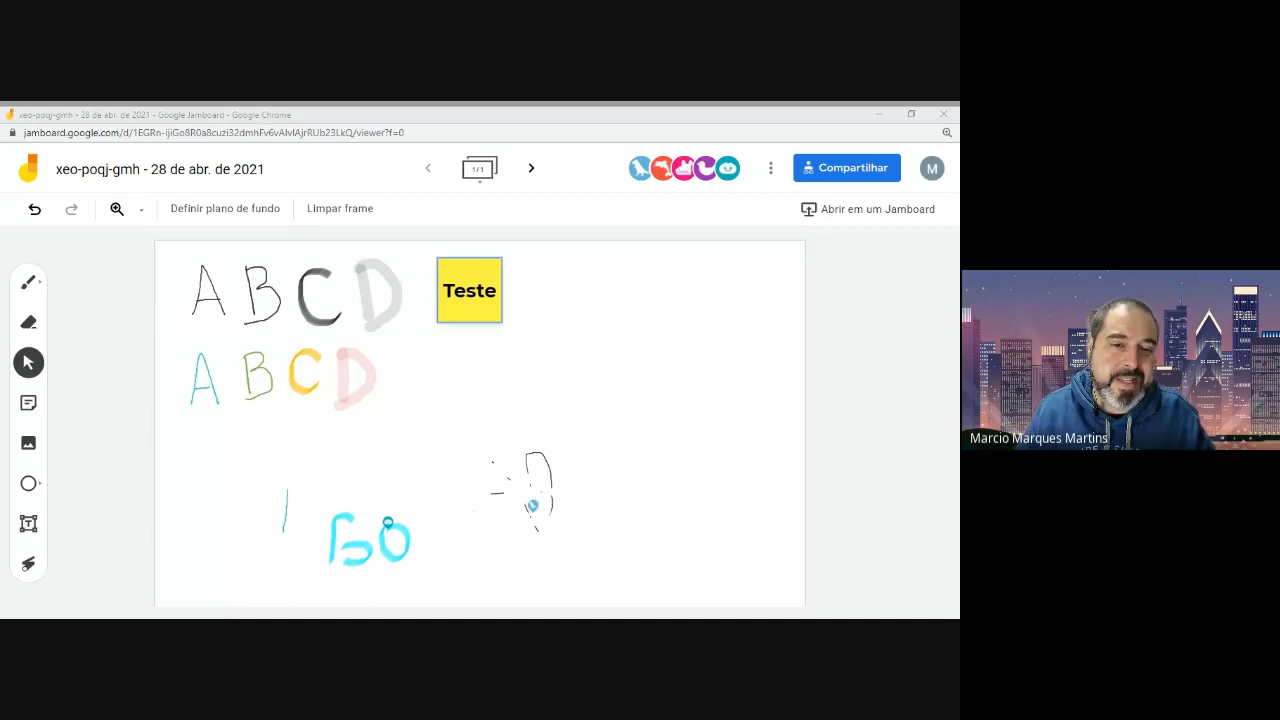 xeo-poqj-gmh - 28 de abr. de 2021 - Google Jamboard - Google Chrome
jamboard.google.com/d/1EGRn-ijiGo8R0a8cuzi32dmhFv6vAlvlAjrRUb23LkQ/viewer?f=0
xeo-poqj-gmh - 28 de abr. de 2021
1/1
Compartilhar
M
Definir plano de fundo
Limpar frame
Abrir em um Jamboard
A B C D
Teste
A B C D
Marcio Marques Martins